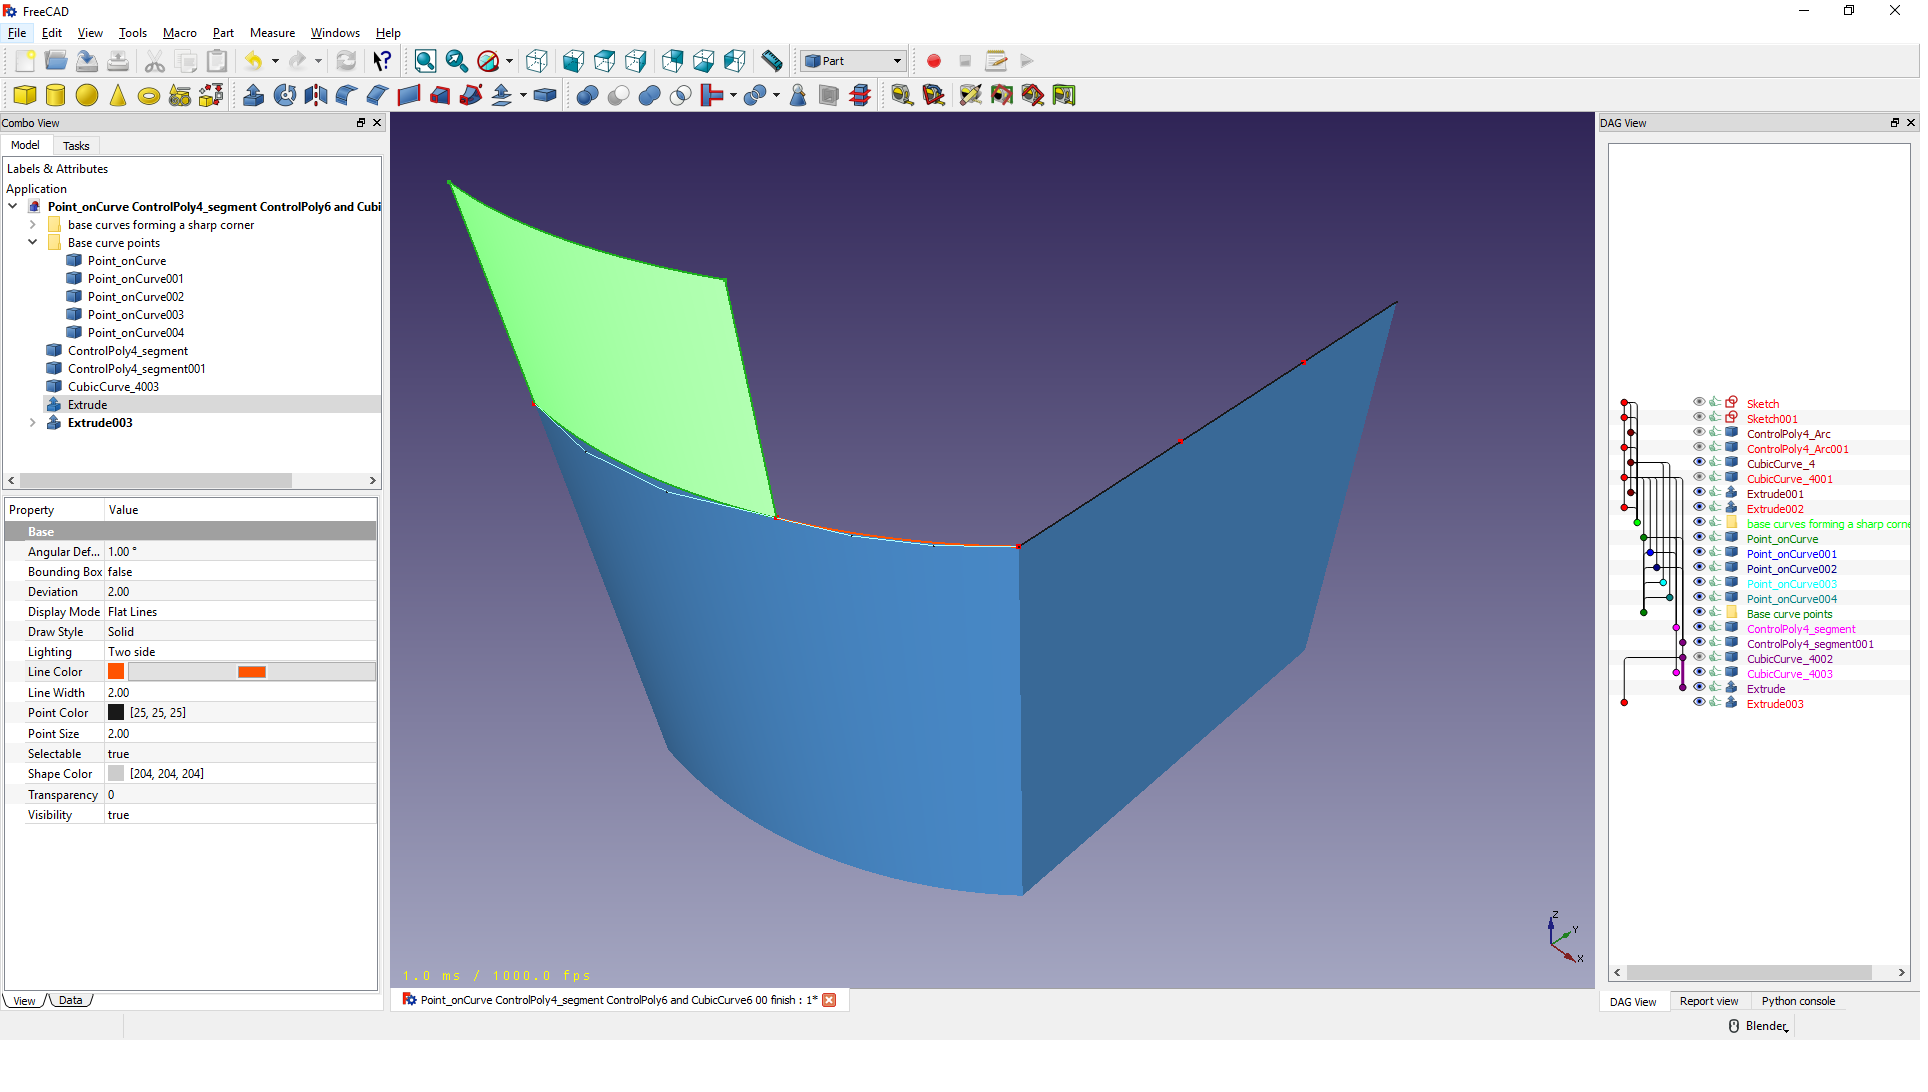 FreeCAD
File Edit View Tools Macro Part Measure Windows Help
Part
Combo View
Model Tasks
Labels & Attributes
Application
Point_onCurve ControlPoly4_segment ControlPoly6 and Cubi
base curves forming a sharp corner
Base curve points
Point_onCurve
Point_onCurve001
Point_onCurve002
Point_onCurve003
Point_onCurve004
ControlPoly4_segment
ControlPoly4_segment001
CubicCurve_4003
Extrude
Extrude003
Property Value
Base
Angular Def... 1.00 °
Bounding Box false
Deviation 2.00
Display Mode Flat Lines
Draw Style Solid
Lighting Two side
Line Color
Line Width 2.00
Point Color [25, 25, 25]
Point Size 2.00
Selectable true
Shape Color [204, 204, 204]
Transparency 0
Visibility true
View Data
1.0 ms / 1000.0 fps
Z
Y
X
Point_onCurve ControlPoly4_segment ControlPoly6 and CubicCurve6 00 finish : 1*
DAG View
Sketch
Sketch001
ControlPoly4_Arc
ControlPoly4_Arc001
CubicCurve_4
CubicCurve_4001
Extrude001
Extrude002
base curves forming a sharp corne
Point_onCurve
Point_onCurve001
Point_onCurve002
Point_onCurve003
Point_onCurve004
Base curve points
ControlPoly4_segment
ControlPoly4_segment001
CubicCurve_4002
CubicCurve_4003
Extrude
Extrude003
DAG View Report view Python console
Blender